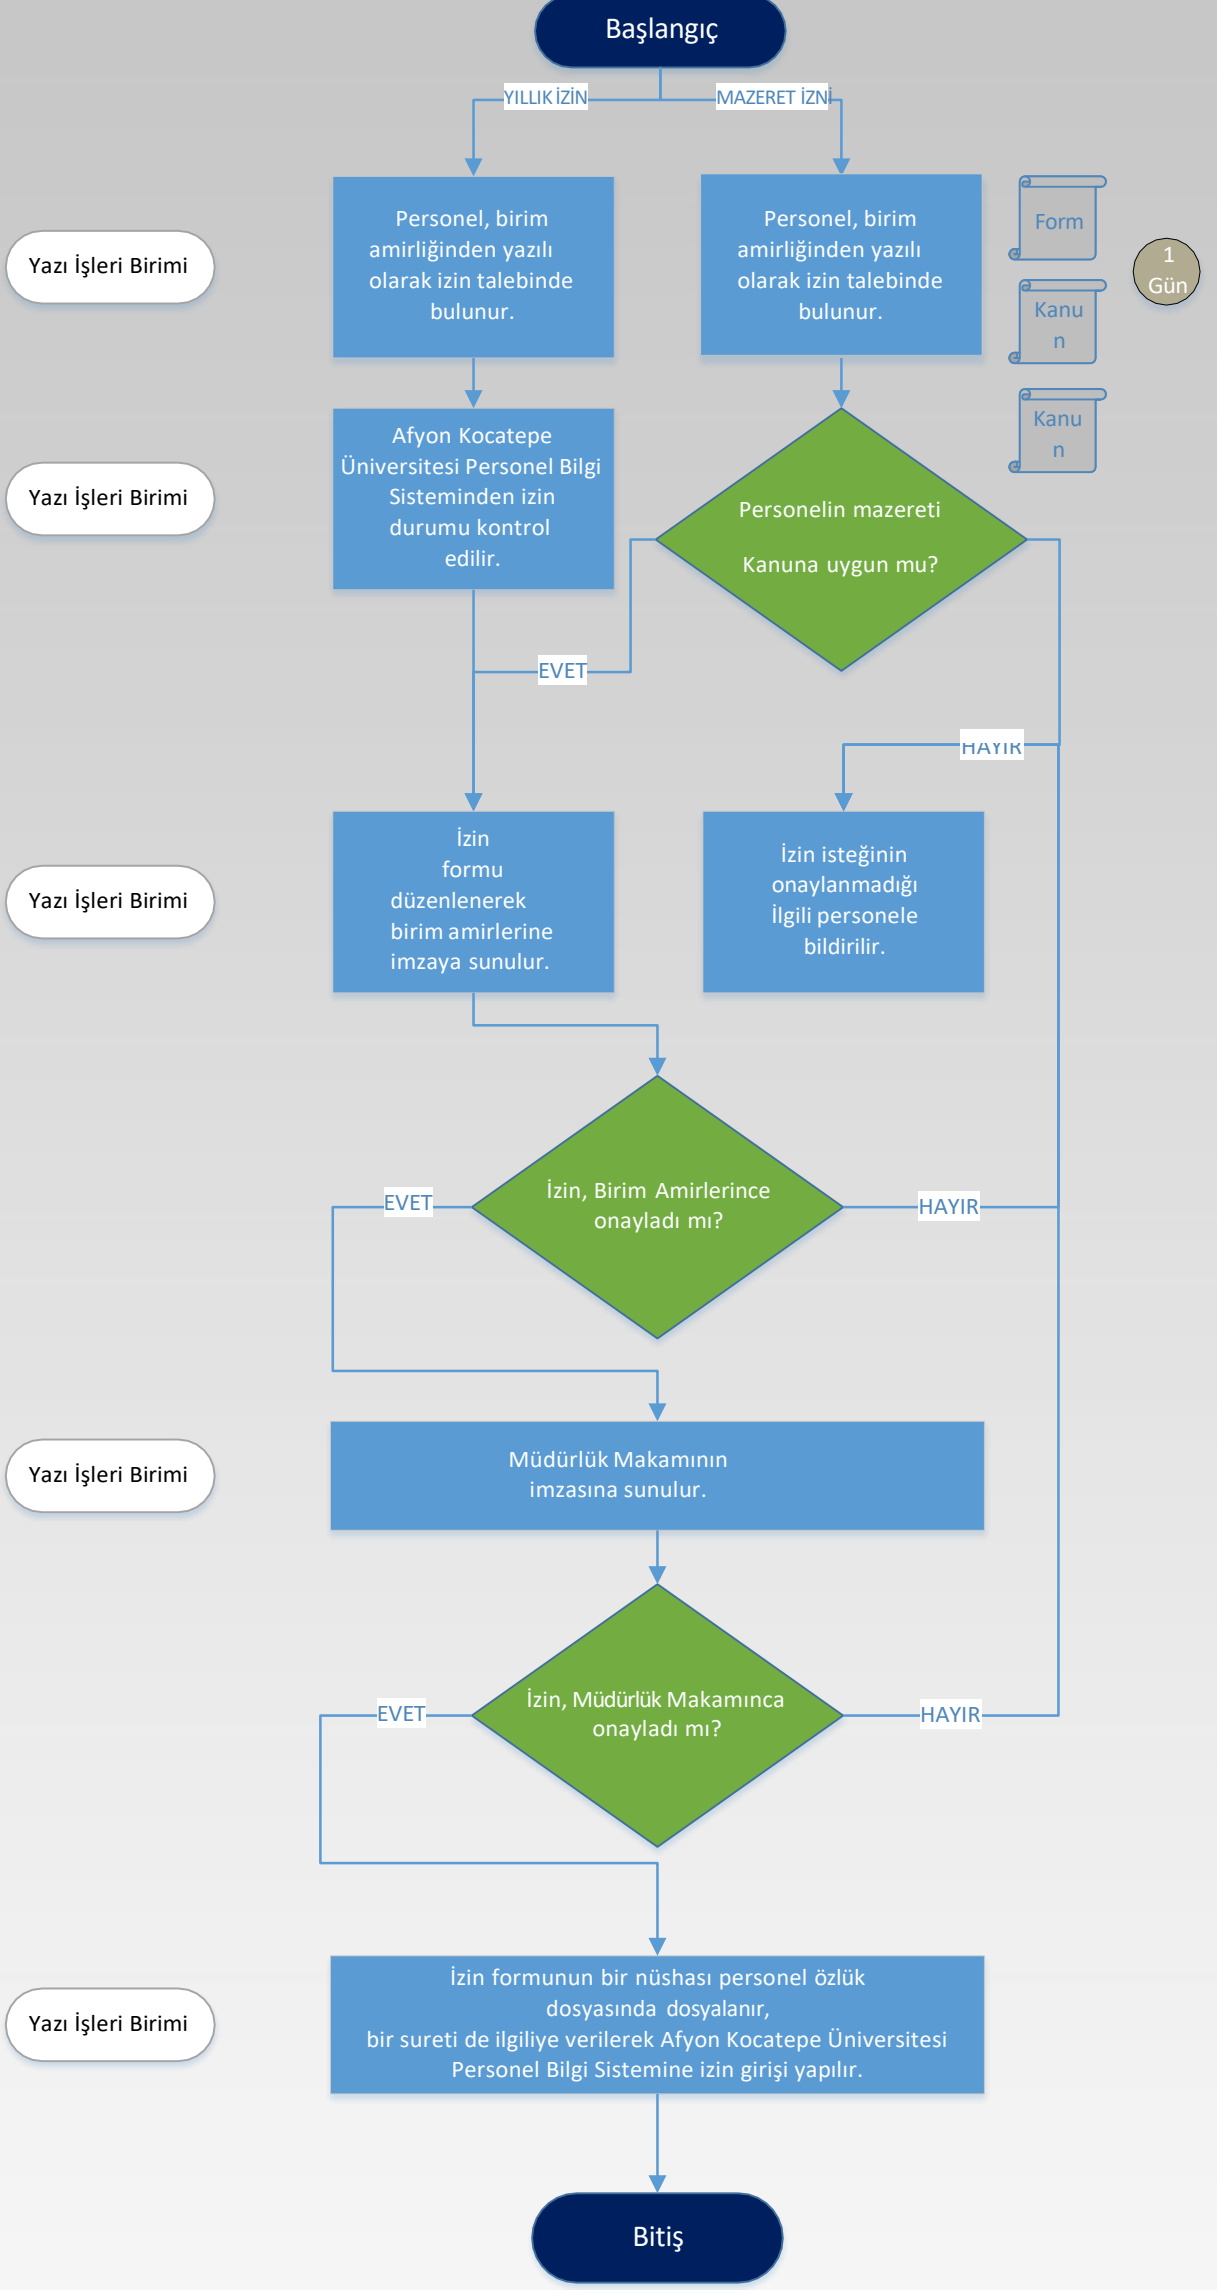 Başlangıç
YILLIK İZİN
MAZERET İZNİ
Yazı İşleri Birimi
Personel, birim
amirliğinden yazılı
olarak izin talebinde
bulunur.
Personel, birim
amirliğinden yazılı
olarak izin talebinde
bulunur.
Form
1
Gün
Kanu
n
Kanu
n
Yazı İşleri Birimi
Afyon Kocatepe
Üniversitesi Personel Bilgi
Sisteminden izin
durumu kontrol
edilir.
Personelin mazereti
Kanuna uygun mu?
EVET
HAYIR
Yazı İşleri Birimi
İzin
formu
düzenlenerek
birim amirlerine
imzaya sunulur.
İzin isteğinin
onaylanmadığı
İlgili personele
bildirilir.
İzin, Birim Amirlerince
onayladı mı?
EVET
HAYIR
Yazı İşleri Birimi
Müdürlük Makamının
imzasına sunulur.
İzin, Müdürlük Makamınca
onayladı mı?
EVET
HAYIR
Yazı İşleri Birimi
İzin formunun bir nüshası personel özlük
dosyasında dosyalanır,
bir sureti de ilgiliye verilerek Afyon Kocatepe Üniversitesi
Personel Bilgi Sistemine izin girişi yapılır.
Bitiş